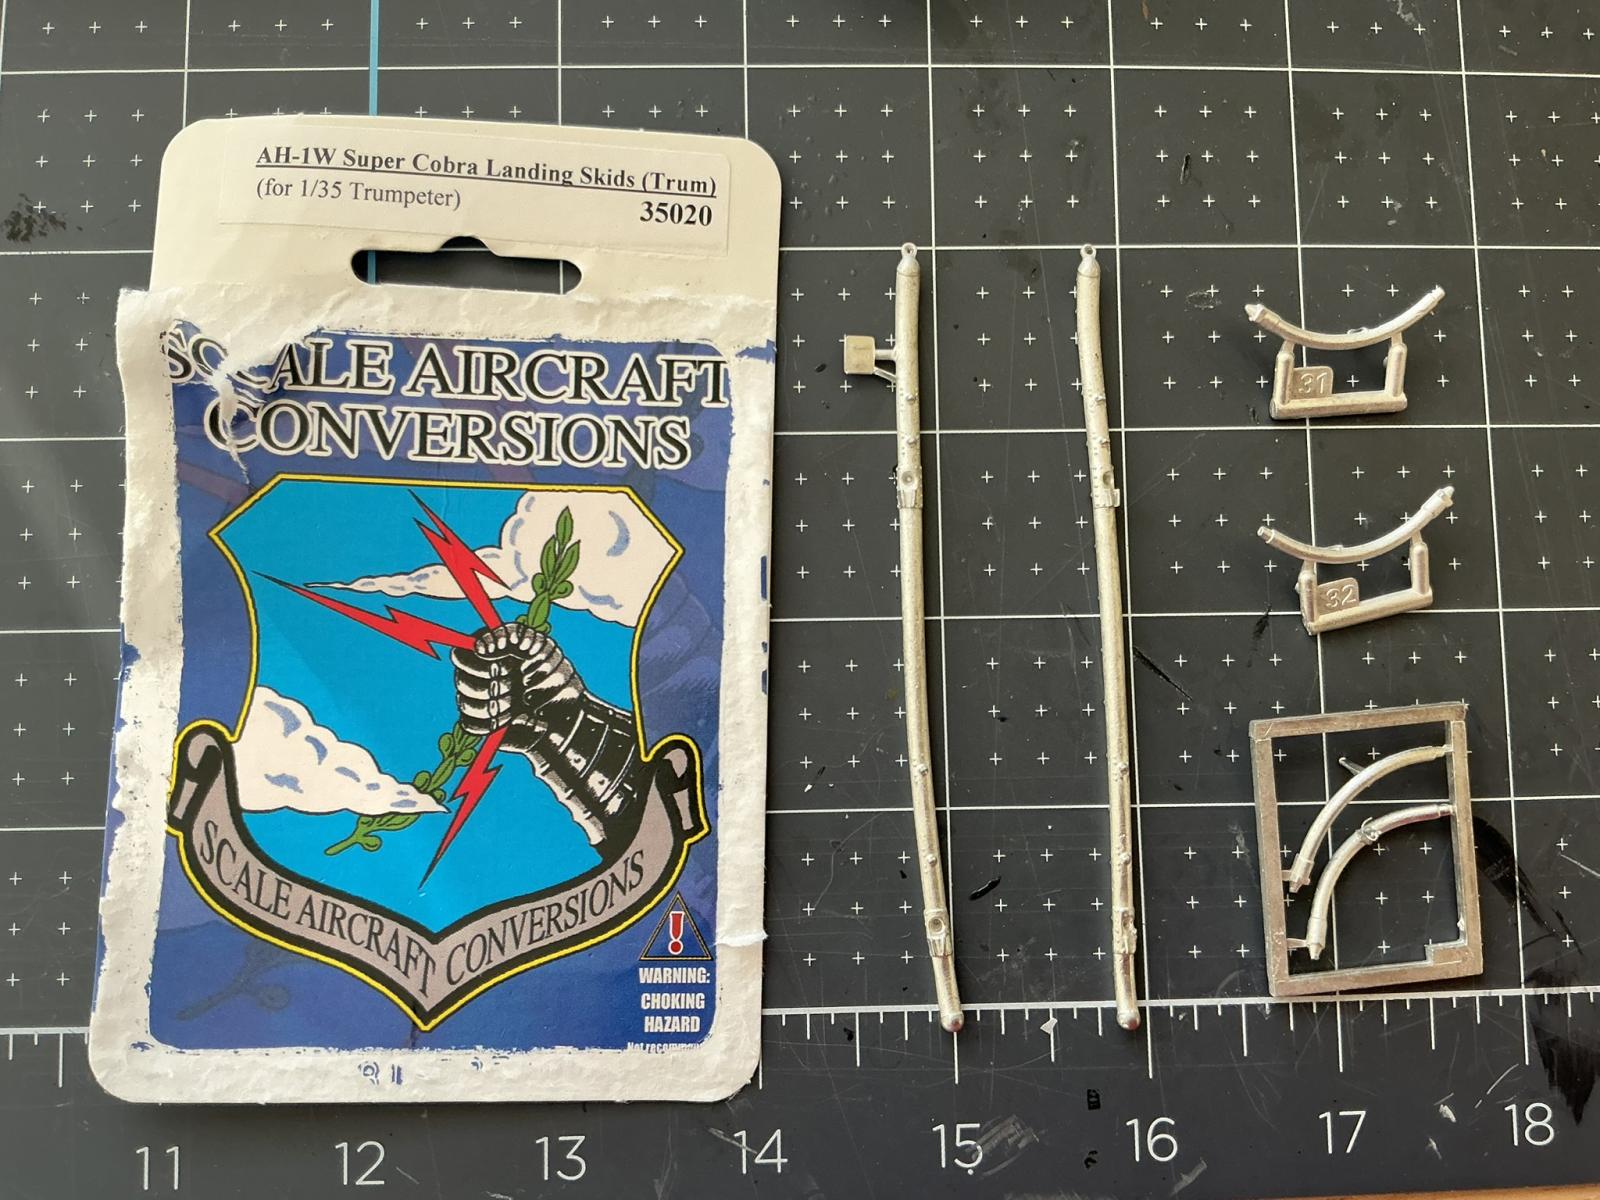 AH-1W Super Cobra Landing Skids (Trum)
(for 1/35 Trumpeter)
35020
SCALE AIRCRAFT
CONVERSIONS
SCALE AIRCRAFT CONVERSIONS
WARNING:
CHOKING
HAZARD
31
32
11 12 13 14 15 16 17 18